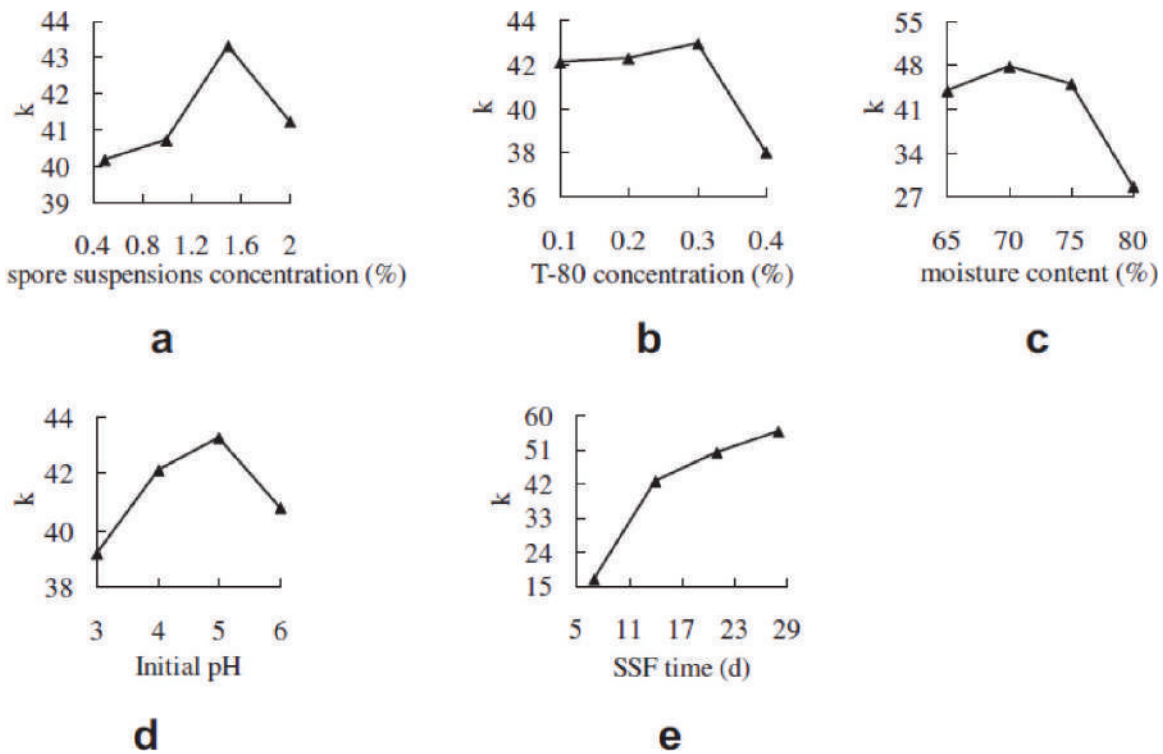 44
43
42
41
40
39
k
0.4 0.8 1.2 1.6 2
spore suspensions concentration (%)
a
44
42
40
38
36
k
0.1 0.2 0.3 0.4
T-80 concentration (%)
b
55
48
41
34
27
k
65 70 75 80
moisture content (%)
c
44
42
40
38
k
3 4 5 6
Initial pH
d
60
51
42
33
24
15
k
5 11 17 23 29
SSF time (d)
e